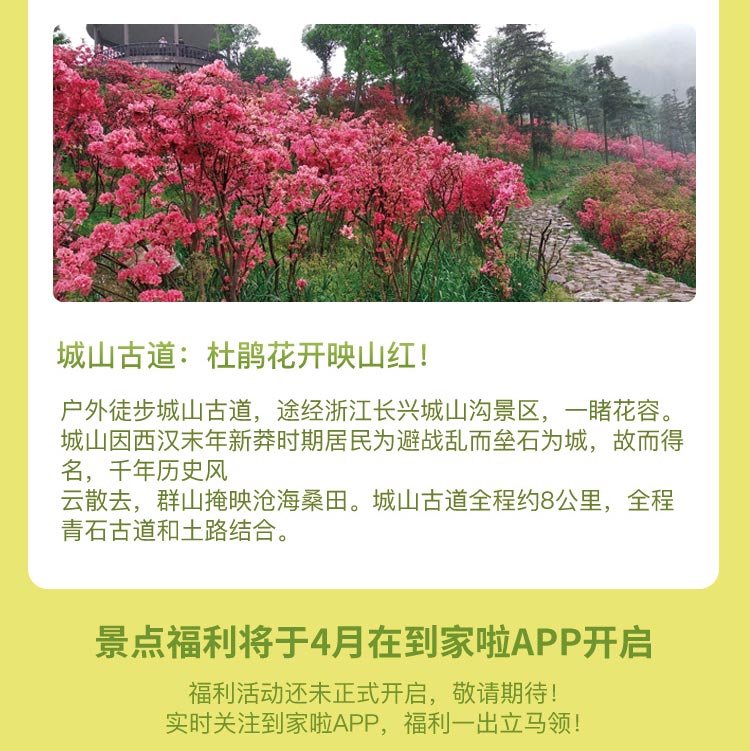 城山古道：杜鹃花开映山红！
户外徒步城山古道，途经浙江长兴城山沟景区，一睹花容。
城山因西汉末年新莽时期居民为避战乱而垒石为城，故而得
名，千年历史风
云散去，群山掩映沧海桑田。城山古道全程约8公里，全程
青石古道和土路结合。
景点福利将于4月在到家啦APP开启
福利活动还未正式开启，敬请期待！
实时关注到家啦APP，福利一出立马领！